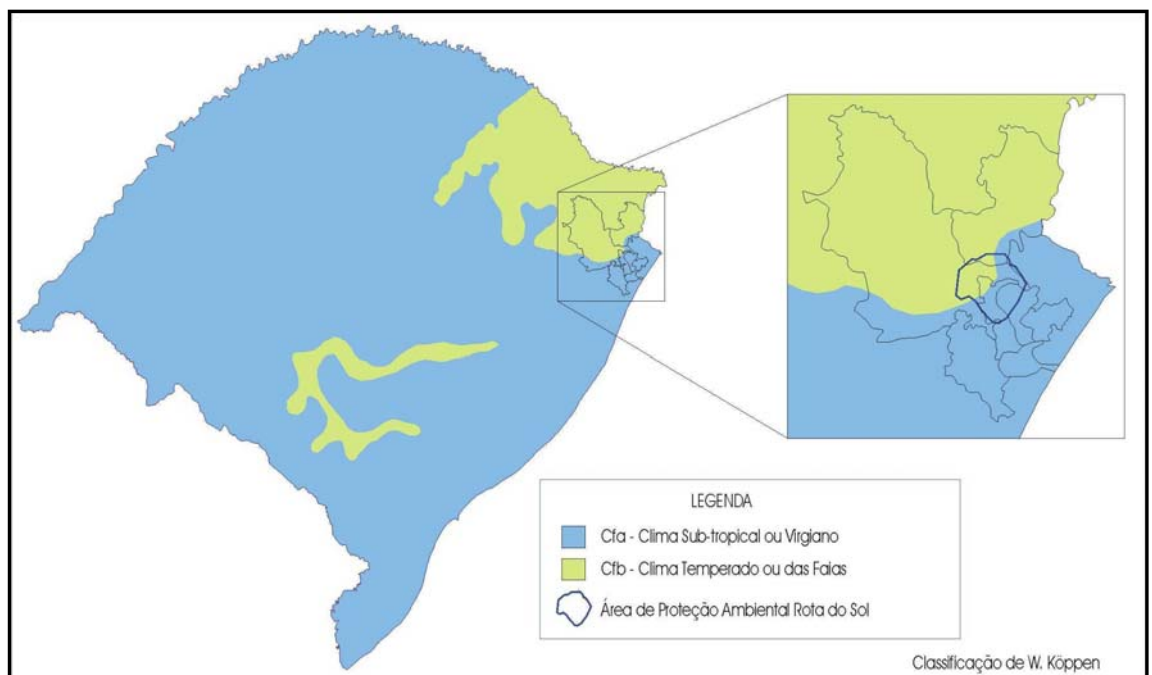 LEGENDA
Cfa - Clima Sub-tropical ou Virgiano
Cfb - Clima Temperado ou das Faias
Área de Proteção Ambiental Rota do Sol
Classificação de W. Köppen